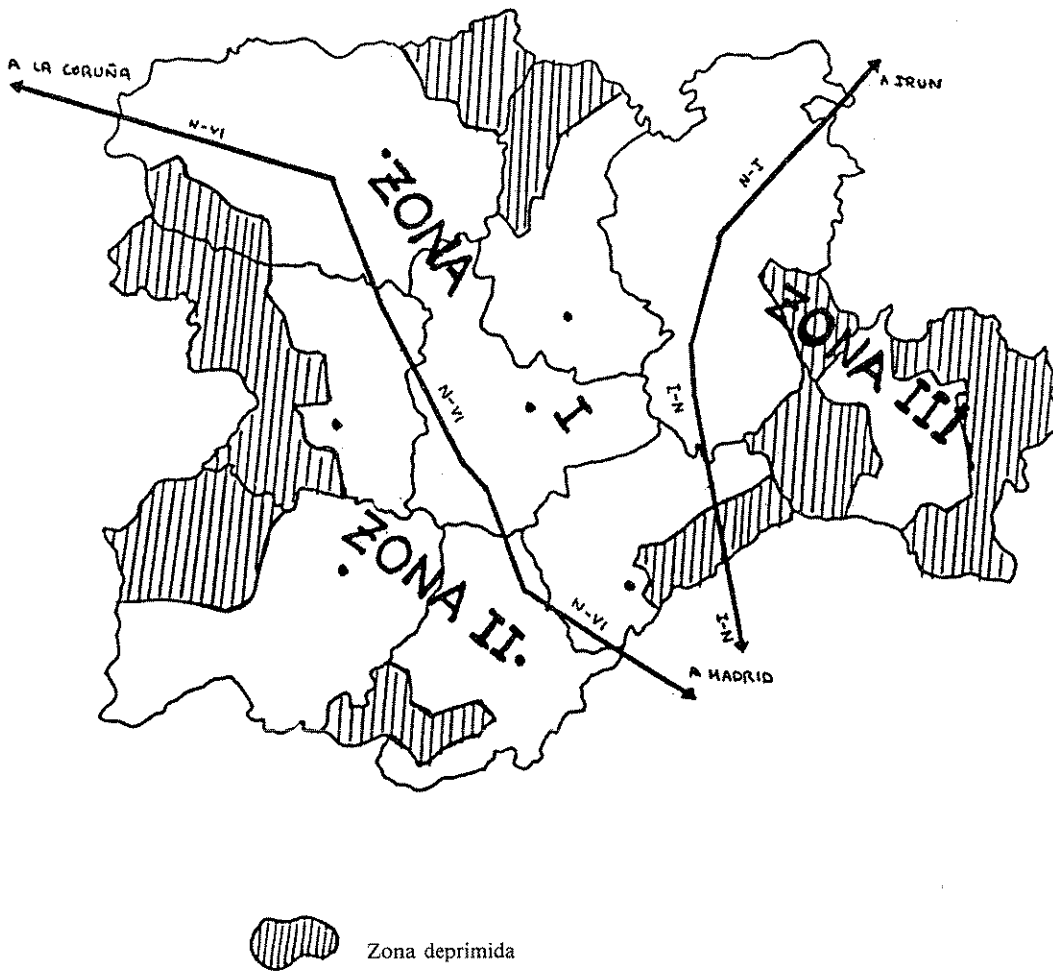 A LA CORUÑA
N-VI
A IRUN
N-I
ZONA I
ZONA III
N-VI
I-N
ZONA II
N-VI
I-N
A MADRID
Zona deprimida